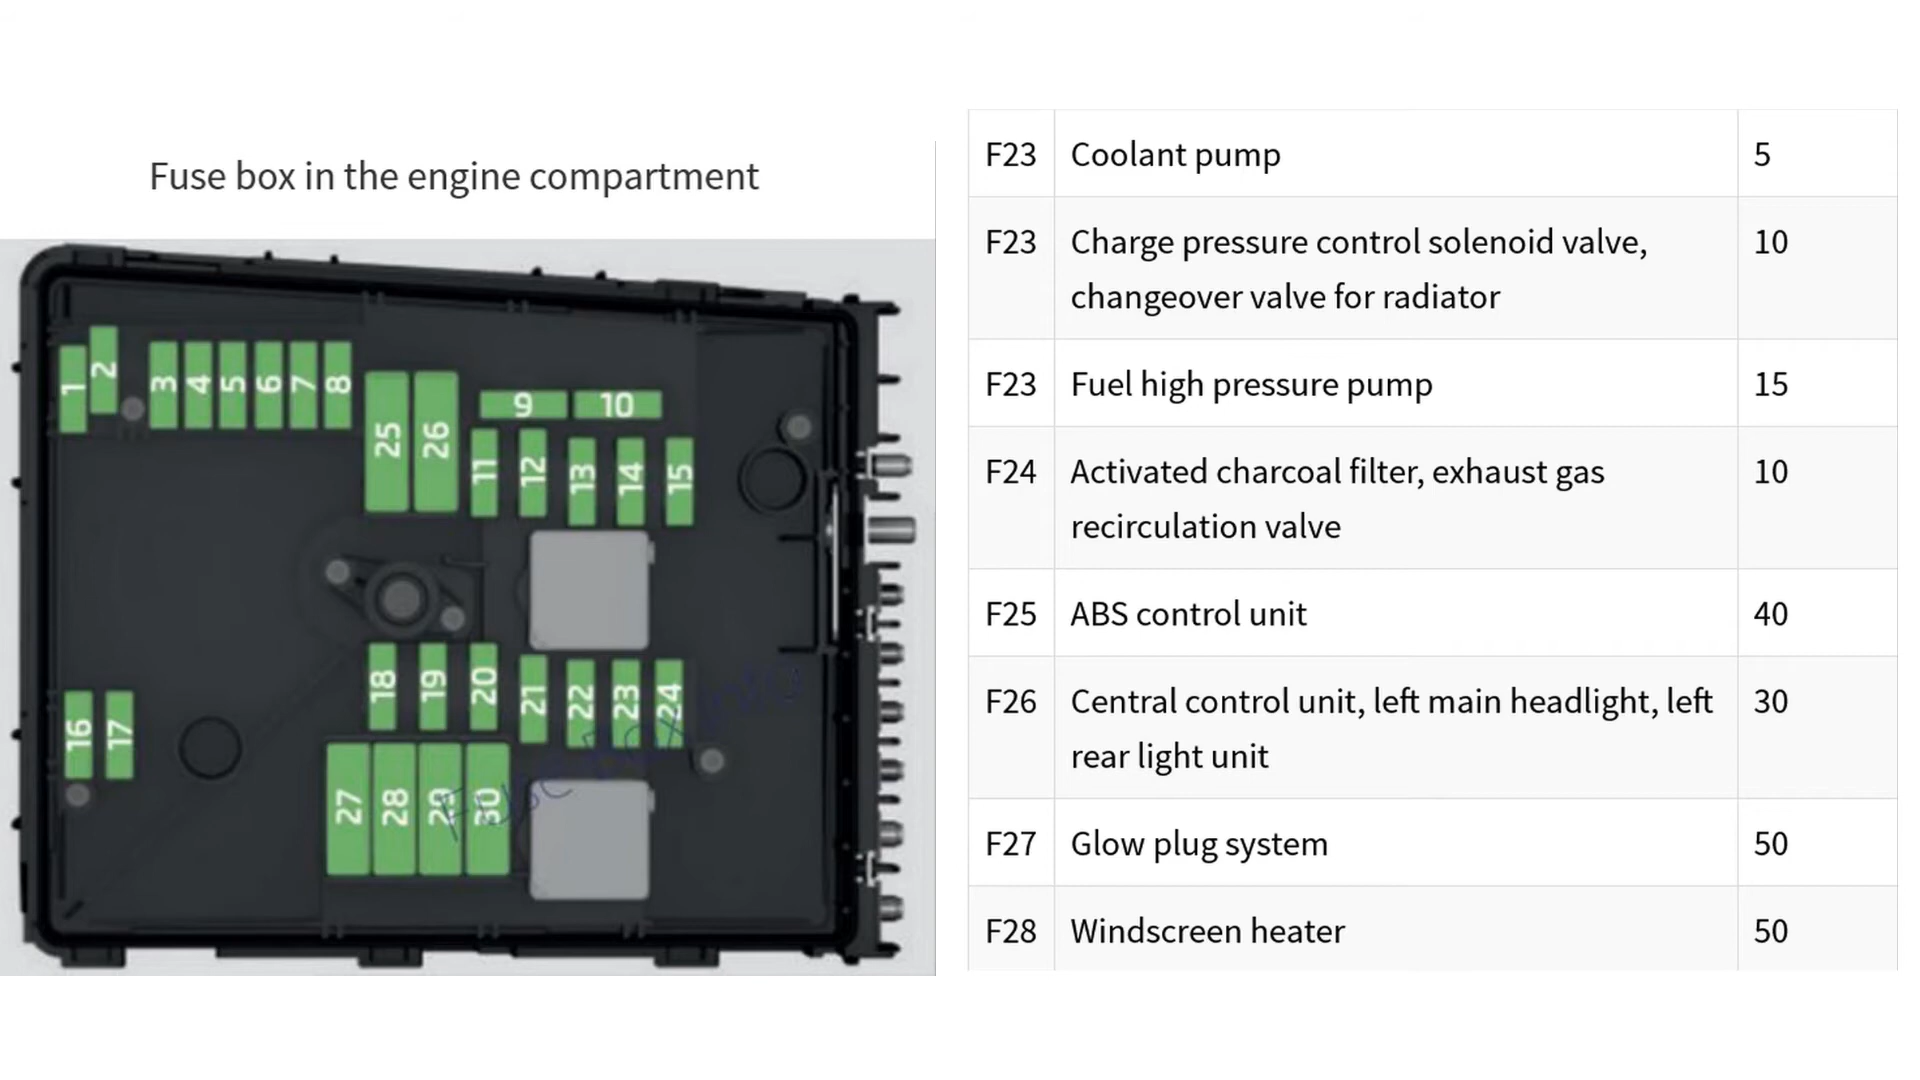 Fuse box in the engine compartment
1
2
3
4
5
6
7
8
25
26
9
10
11
12
13
14
15
18
19
20
21
22
23
24
16
17
27
28
29
30
FUSE-BOX.INFO
F23 Coolant pump 5
F23 Charge pressure control solenoid valve, 10
changeover valve for radiator
F23 Fuel high pressure pump 15
F24 Activated charcoal filter, exhaust gas 10
recirculation valve
F25 ABS control unit 40
F26 Central control unit, left main headlight, left 30
rear light unit
F27 Glow plug system 50
F28 Windscreen heater 50